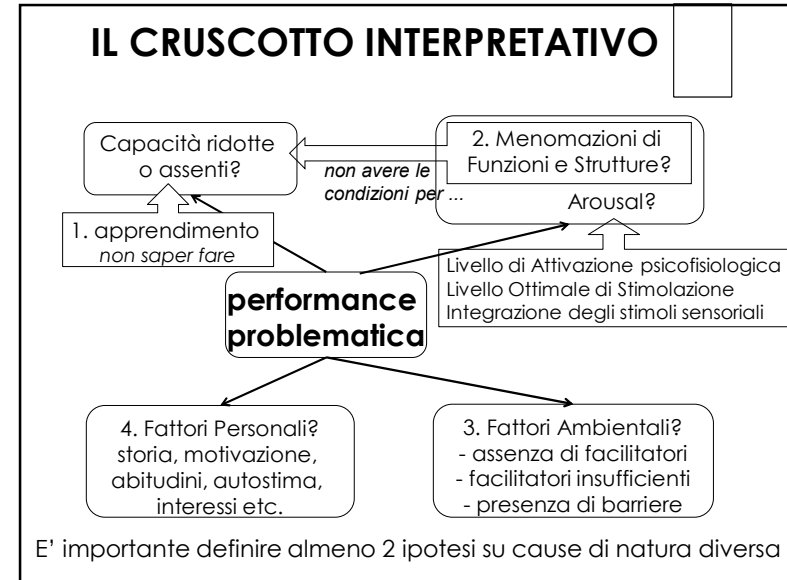 IL CRUSCOTTO INTERPRETATIVO
Capacità ridotte
o assenti?
non avere le
condizioni per ...
2. Menomazioni di
Funzioni e Strutture?
Arousal?
1. apprendimento
non saper fare
Livello di Attivazione psicofisiologica
Livello Ottimale di Stimolazione
Integrazione degli stimoli sensoriali
performance
problematica
4. Fattori Personali?
storia, motivazione,
abitudini, autostima,
interessi etc.
3. Fattori Ambientali?
- assenza di facilitatori
- facilitatori insufficienti
- presenza di barriere
E' importante definire almeno 2 ipotesi su cause di natura diversa